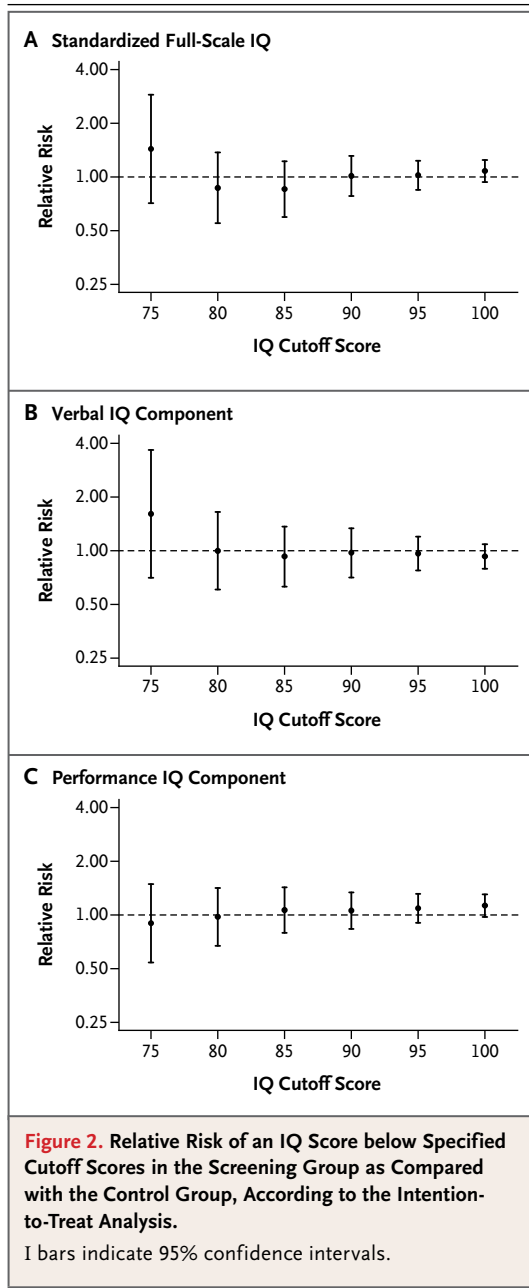 A Standardized Full-Scale IQ
4.00
2.00
1.00
0.50
0.25
Relative Risk
75 80 85 90 95 100
IQ Cutoff Score
B Verbal IQ Component
4.00
2.00
1.00
0.50
0.25
Relative Risk
75 80 85 90 95 100
IQ Cutoff Score
C Performance IQ Component
4.00
2.00
1.00
0.50
0.25
Relative Risk
75 80 85 90 95 100
IQ Cutoff Score
Figure 2. Relative Risk of an IQ Score below Specified
Cutoff Scores in the Screening Group as Compared
with the Control Group, According to the Intention-
to-Treat Analysis.
I bars indicate 95% confidence intervals.